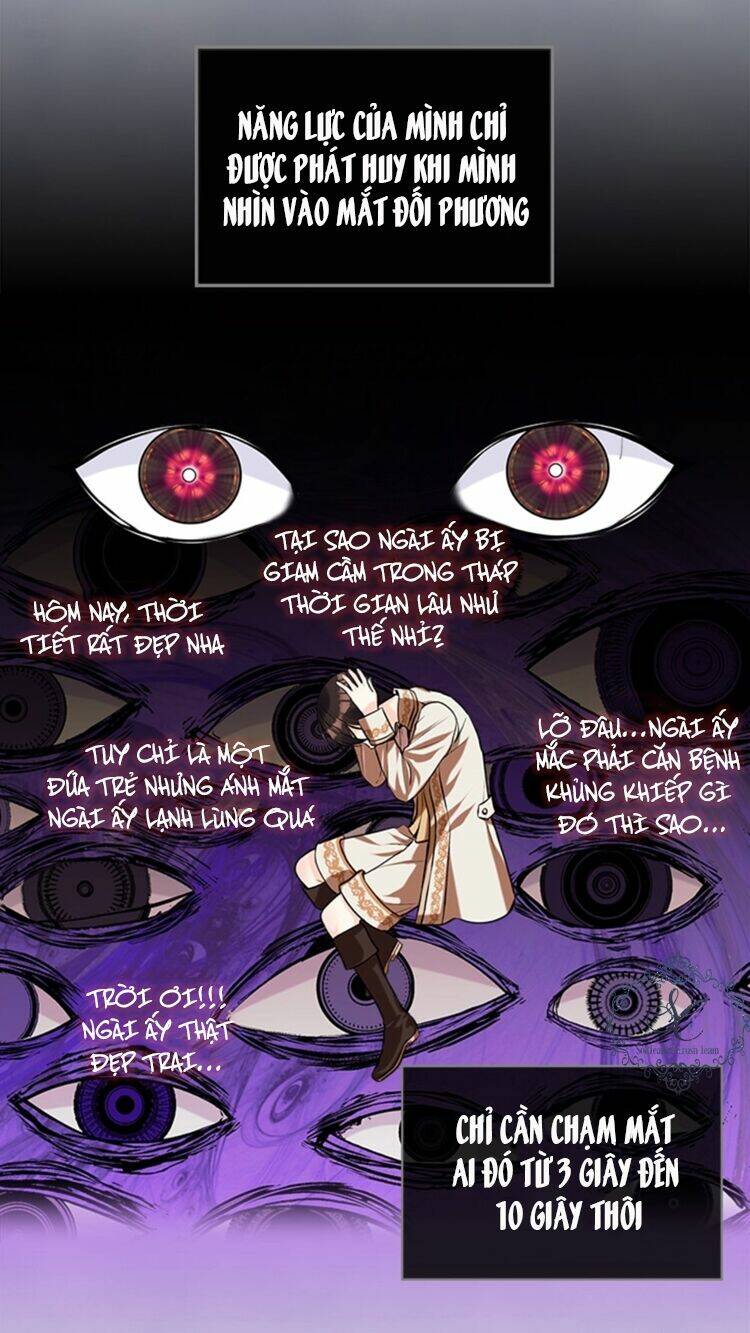 NĂNG LỰC CỦA MÌNH CHỈ
ĐƯỢC PHÁT HUY KHI MÌNH
NHÌN VÀO MẮT ĐỐI PHƯƠNG
TẠI SAO NGÀI ẤY BỊ
GIAM CẦM TRONG THÁP
THỜI GIAN LÂU NHƯ
THẾ NHỈ?
HÔM NAY, THỜI
TIẾT RẤT ĐẸP NHA
LỠ ĐÂU...NGÀI ẤY
MẮC PHẢI CĂN BỆNH
KHỦNG KHIẾP GÌ
ĐÓ THÌ SAO...
TUY CHỈ LÀ MỘT
ĐỨA TRẺ NHƯNG ÁNH MẮT
NGÀI ẤY LẠNH LÙNG QUÁ
TRỜI ƠI!!!
NGÀI ẤY THẬT
ĐẸP TRAI...
CHỈ CẦN CHẠM MẮT
AI ĐÓ TỪ 3 GIÂY ĐẾN
10 GIÂY THÔI